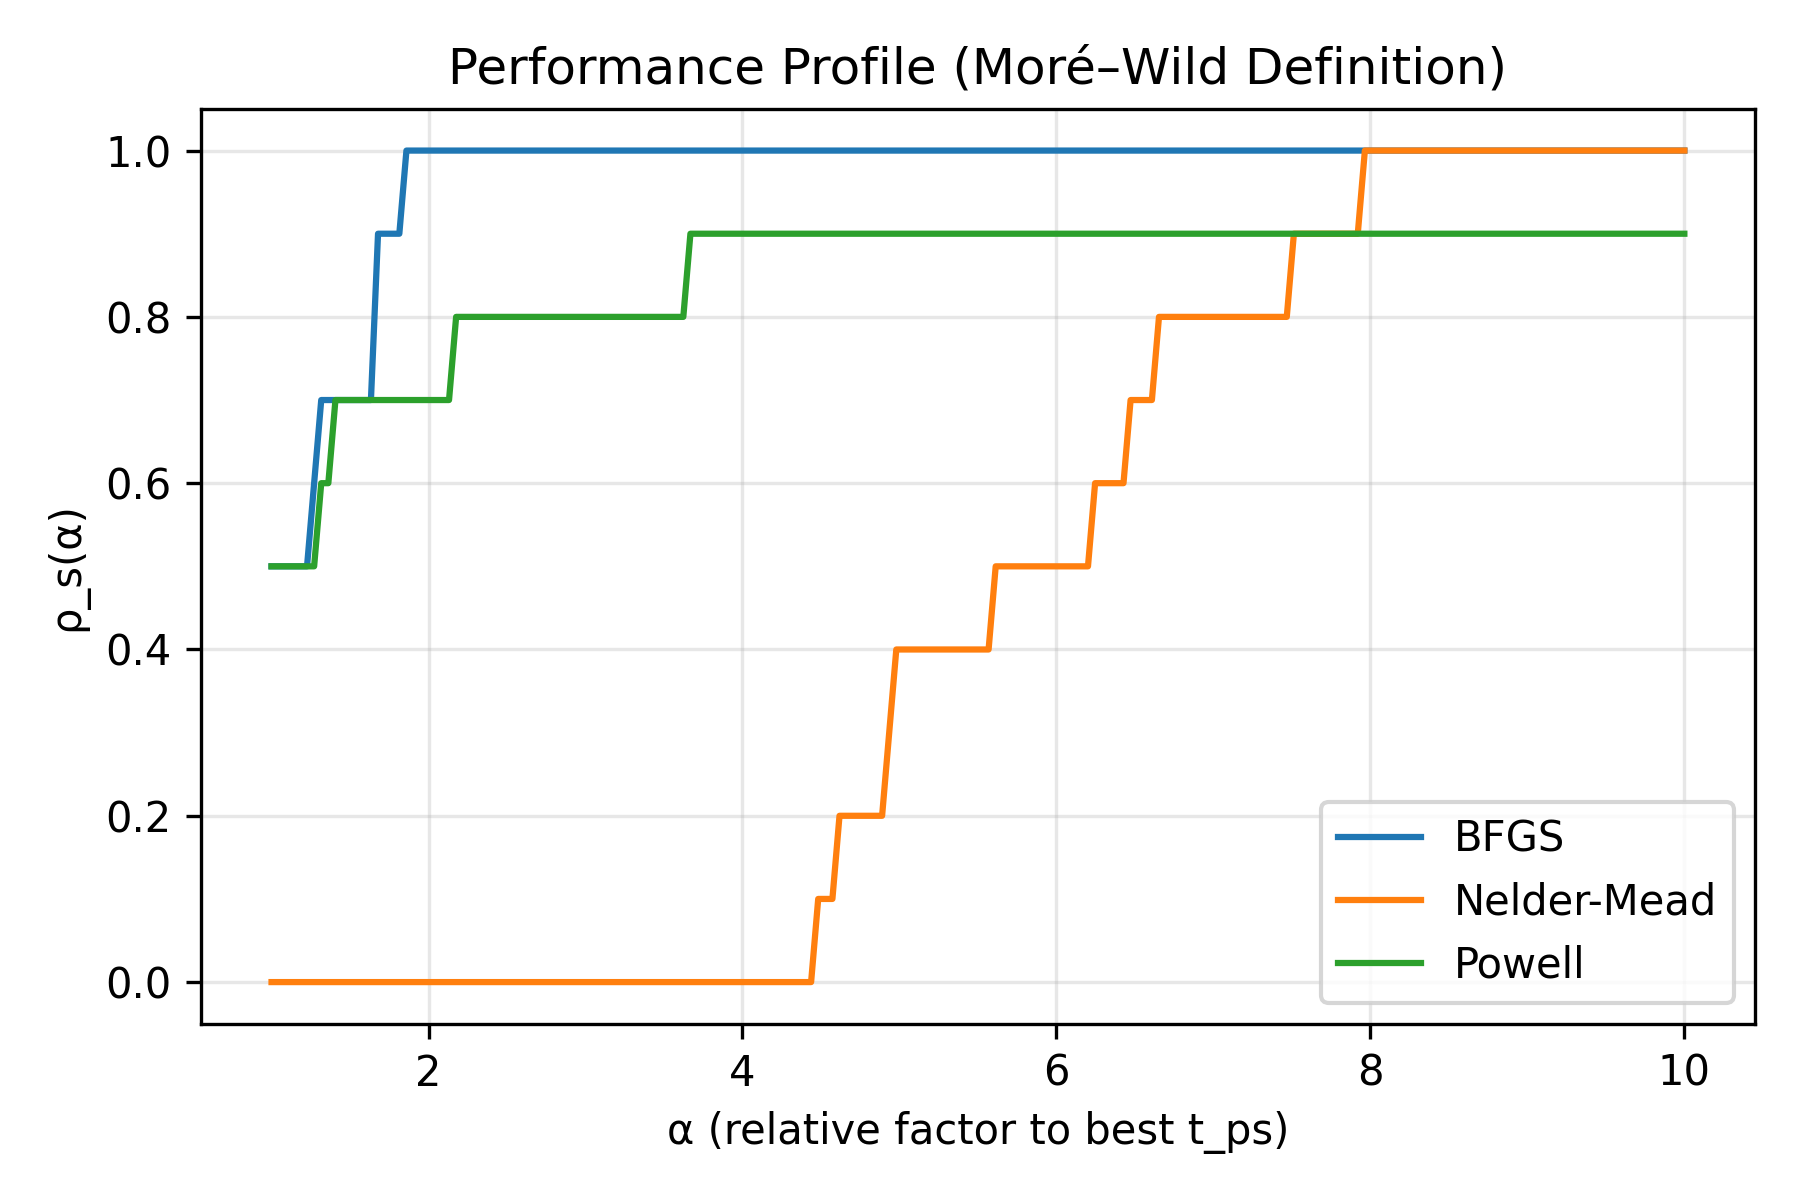 Performance Profile (Moré–Wild Definition)
1.0
0.8
0.6
0.4
0.2
0.0
ρ_s(α)
2 4 6 8 10
α (relative factor to best t_ps)
BFGS
Nelder-Mead
Powell